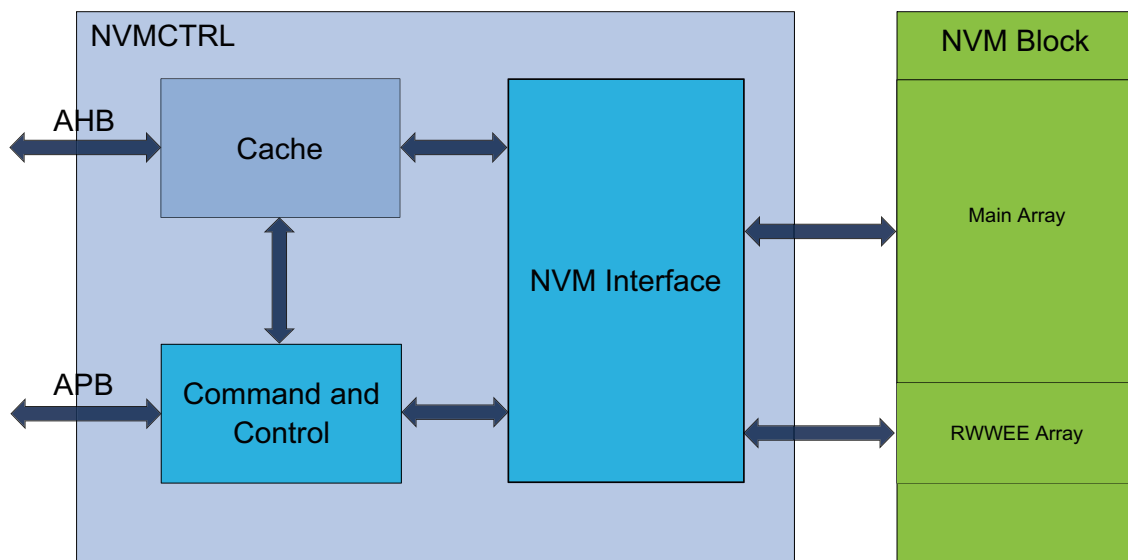 NVMCTRL
NVM Block
AHB
Cache
Main Array
NVM Interface
APB
Command and
Control
RWWEE Array